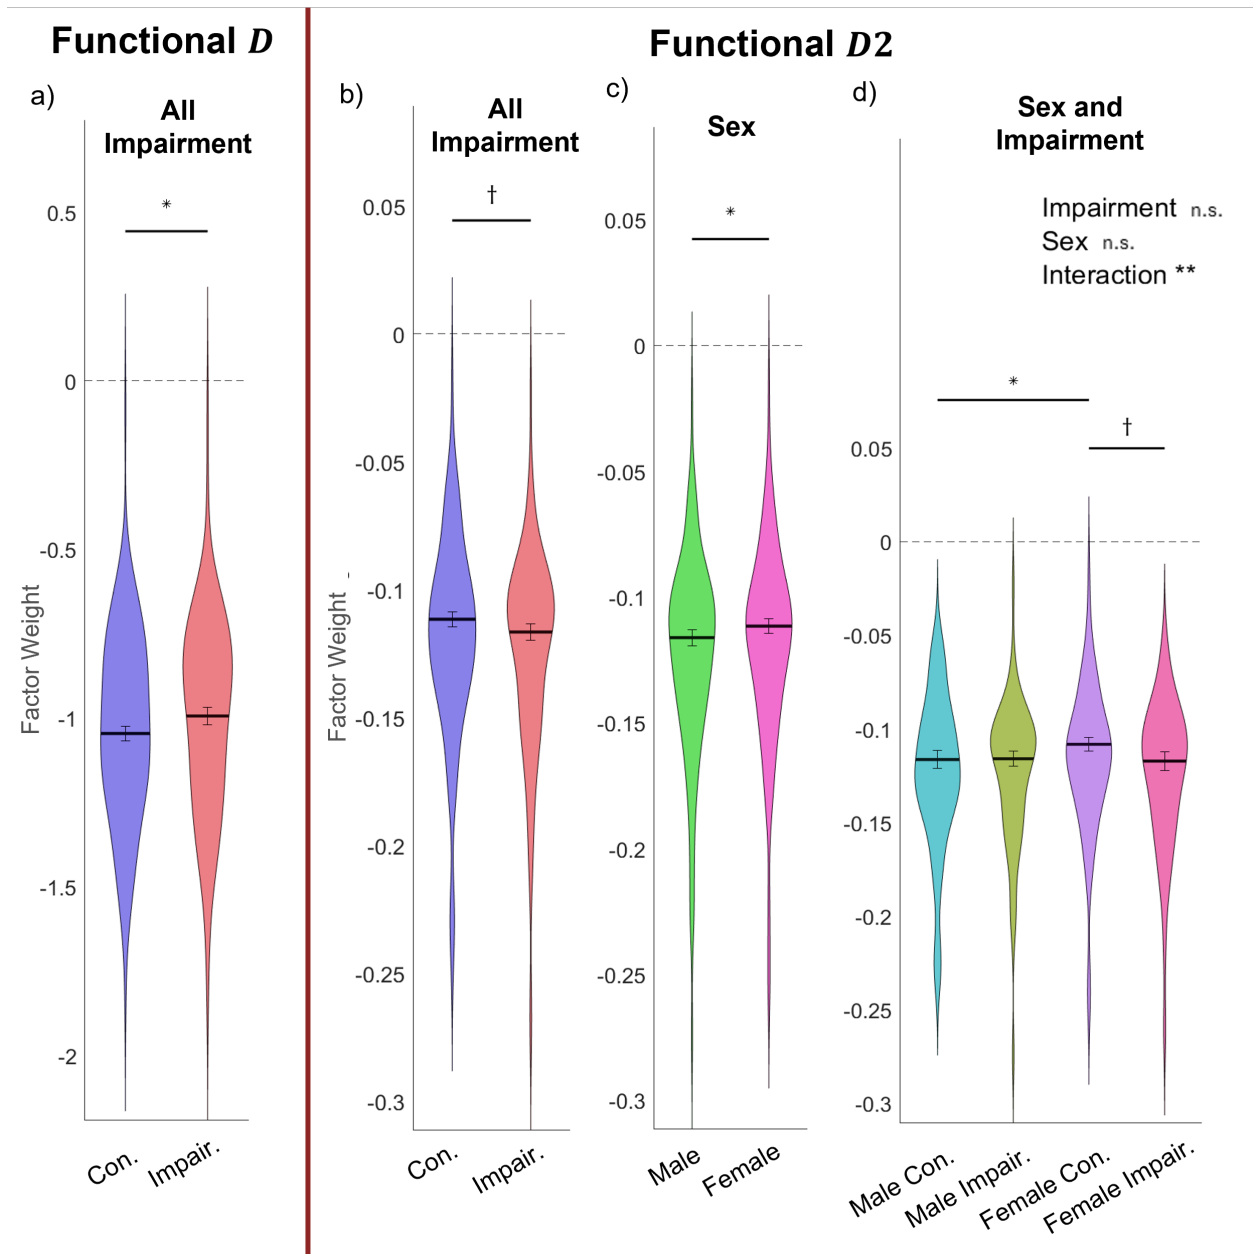 Functional D
Functional D2
a)
All
Impairment
*
0.5
0
-0.5
-1
-1.5
-2
Factor Weight
Con.
Impair.
b)
All
Impairment
†
0.05
0
-0.05
-0.1
-0.15
-0.2
-0.25
-0.3
Factor Weight
Con.
Impair.
c)
Sex
*
0.05
0
-0.05
-0.1
-0.15
-0.2
-0.25
-0.3
Male
Female
d)
Sex and
Impairment
Impairment n.s.
Sex n.s.
Interaction **
*
†
0.05
0
-0.05
-0.1
-0.15
-0.2
-0.25
-0.3
Male Con.
Male Impair.
Female Con.
Female Impair.